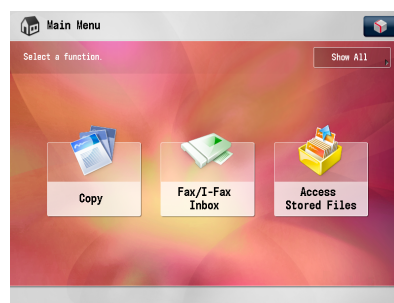 Main Menu
Select a function.
Show All
Copy
Fax/I-Fax
Inbox
Access
Stored Files